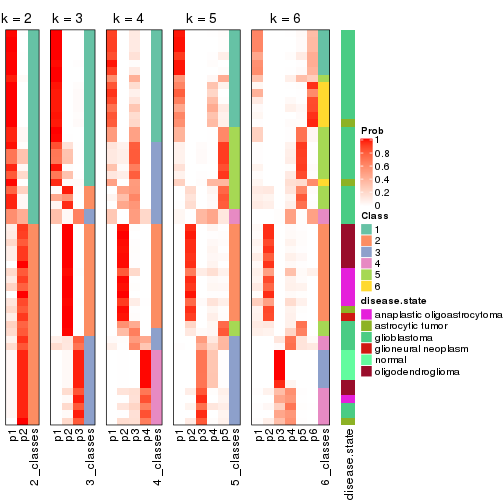 k = 2 k = 3 k = 4 k = 5 k = 6
Prob
1
0.8
0.6
0.4
0.2
0
Class
1
2
3
4
5
6
disease.state
anaplastic oligoastrocytoma
astrocytic tumor
glioblastoma
glioneural neoplasm
normal
oligodendroglioma
p1 p2 2_classes p1 p2 p3 3_classes p1 p2 p3 p4 4_classes p1 p2 p3 p4 p5 5_classes p1 p2 p3 p4 p5 p6 6_classes disease.state